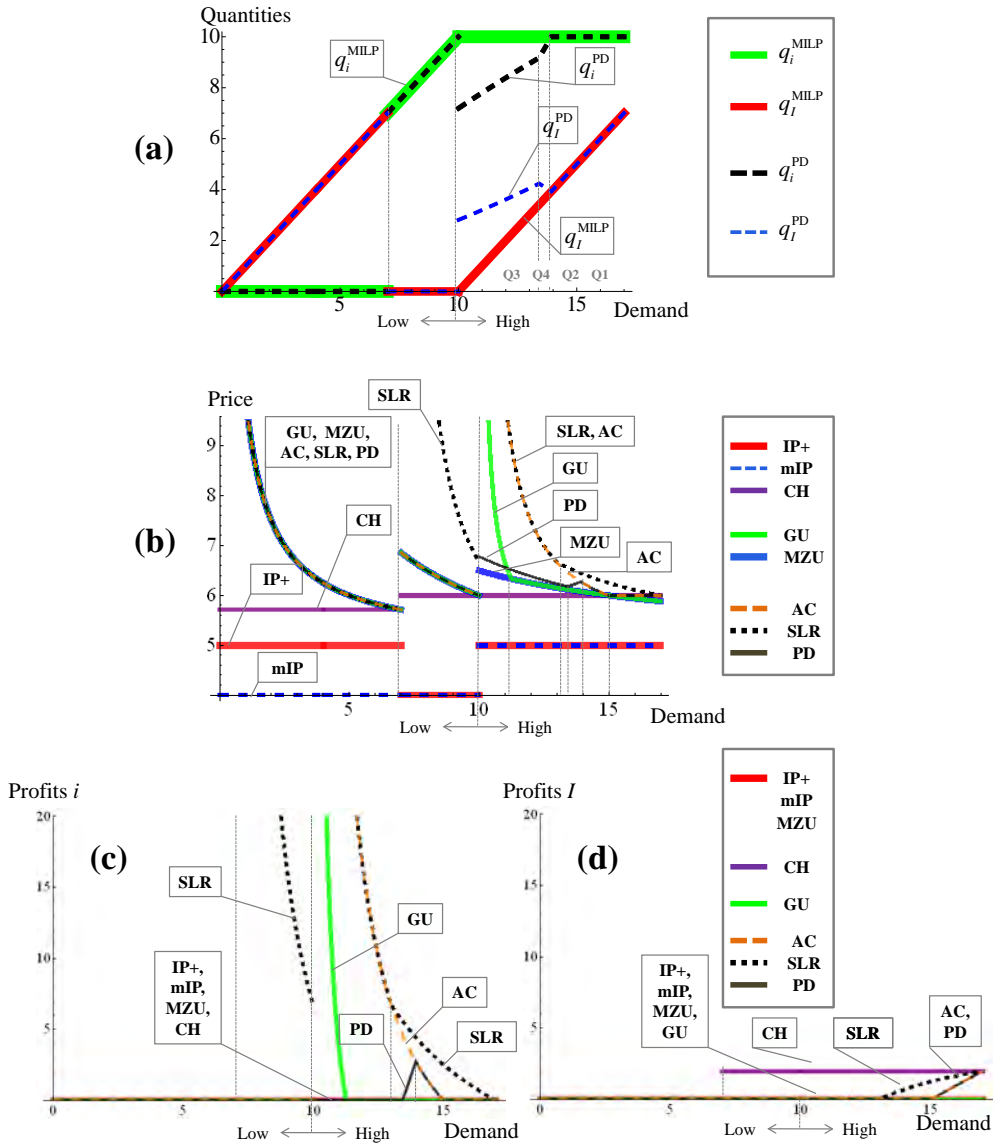 Quantities
10
8
6
4
2
(a)
q_i^MILP
q_i^PD
q_I^PD
q_I^MILP
Q3 Q4 Q2 Q1
5 10 15
Demand
Low High
q_i^MILP
q_I^MILP
q_i^PD
q_I^PD
Price
9
8
7
6
5
(b)
GU, MZU,
AC, SLR, PD
CH
IP+
mIP
SLR
SLR, AC
GU
PD
MZU
AC
5 10 15
Demand
Low High
IP+
mIP
CH
GU
MZU
AC
SLR
PD
Profits i
20
15
10
5
(c)
SLR
GU
IP+,
mIP,
MZU,
CH
PD
AC
SLR
0 5 10 15
Demand
Low High
Profits I
20
15
10
5
(d)
IP+
mIP
MZU
CH
GU
AC
SLR
PD
IP+,
mIP,
MZU,
GU
CH
SLR
AC,
PD
0 5 10 15
Demand
Low High